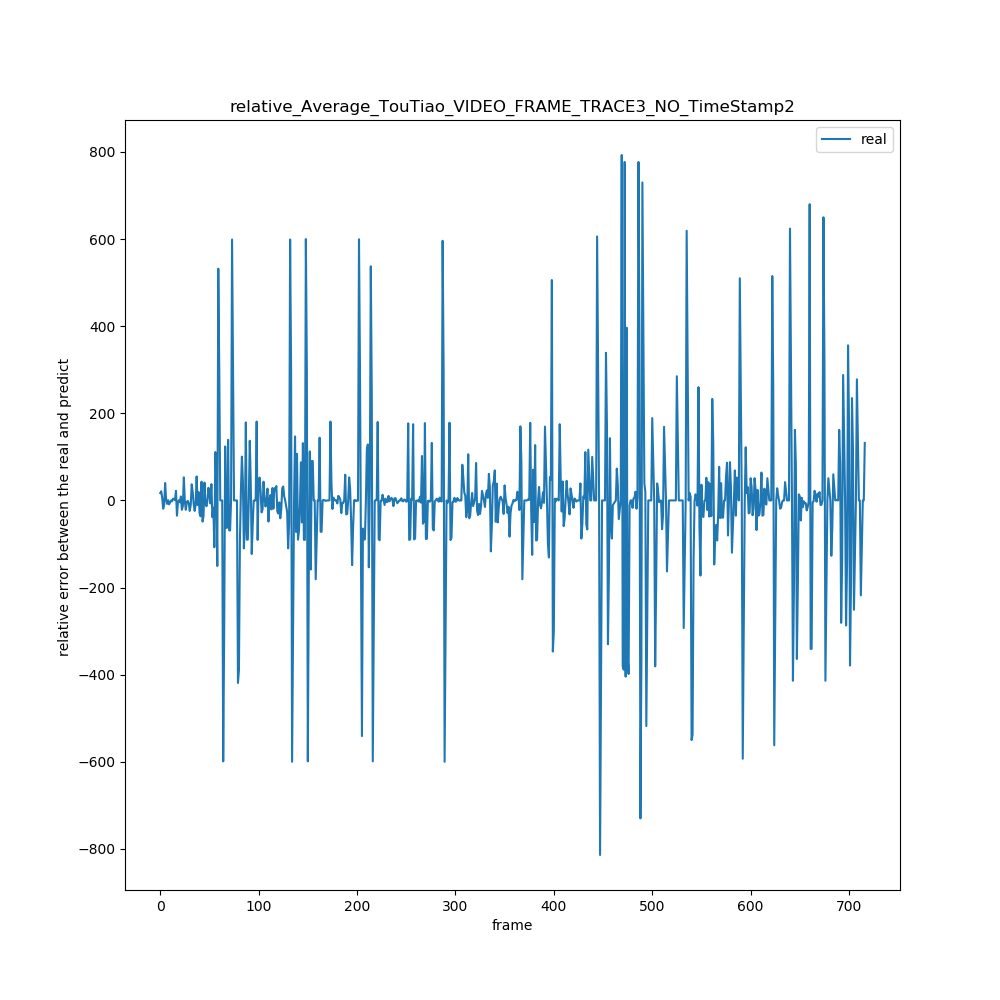 relative_Average_TouTiao_VIDEO_FRAME_TRACE3_NO_TimeStamp2
real
800
600
400
200
0
−200
−400
−600
−800
relative error between the real and predict
0 100 200 300 400 500 600 700
frame